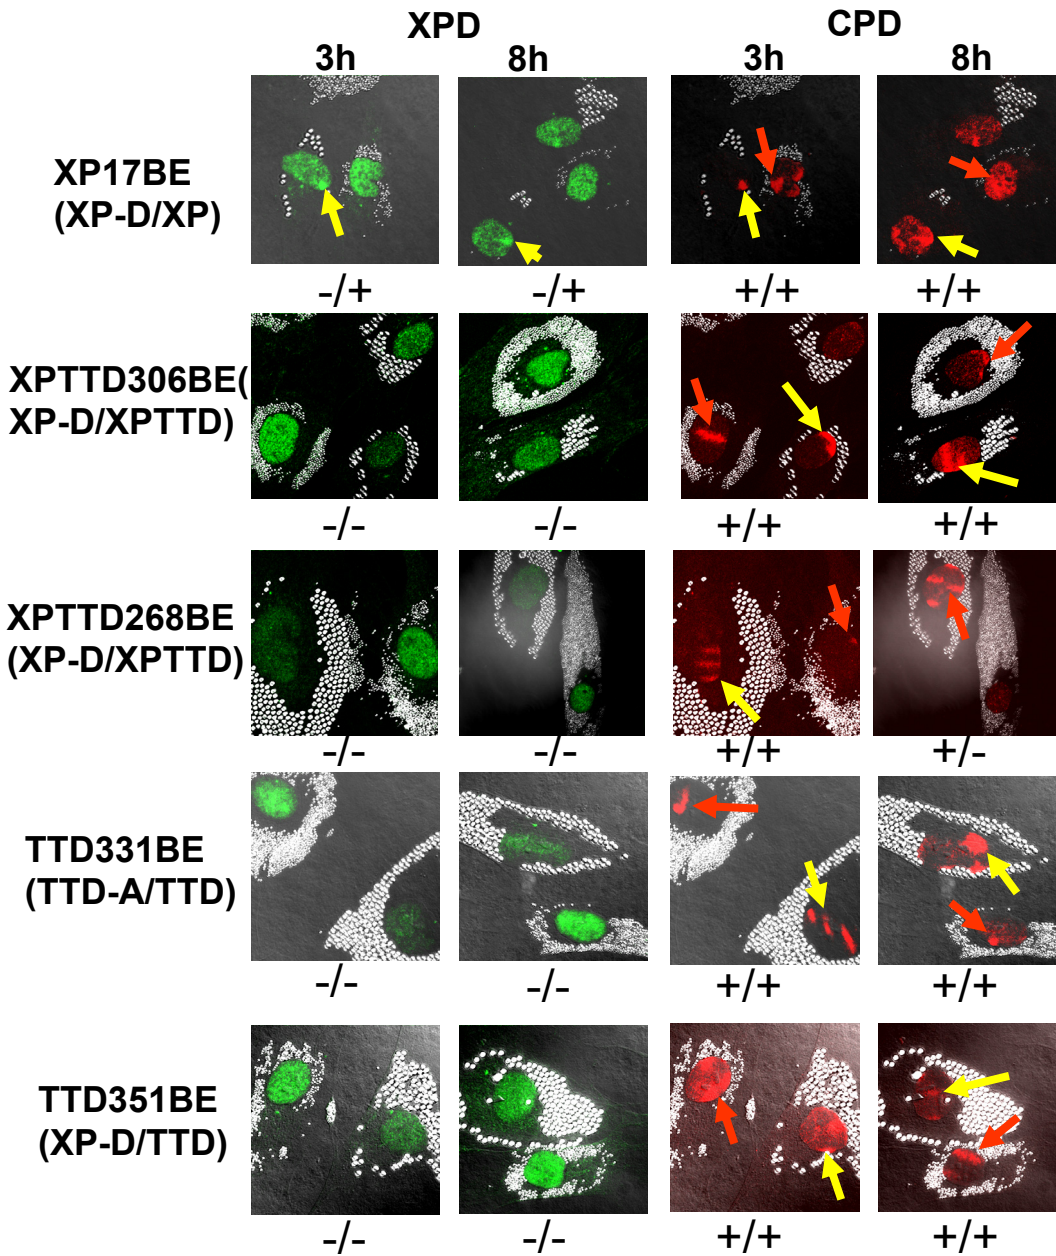 XPD CPD
3h 8h 3h 8h
XP17BE
(XP-D/XP)
-/+ -/+ +/+ +/+
XPTTD306BE(
XP-D/XPTTD)
-/- -/- +/+ +/+
XPTTD268BE
(XP-D/XPTTD)
-/- -/- +/+ +/-
TTD331BE
(TTD-A/TTD)
-/- -/- +/+ +/+
TTD351BE
(XP-D/TTD)
-/- -/- +/+ +/+